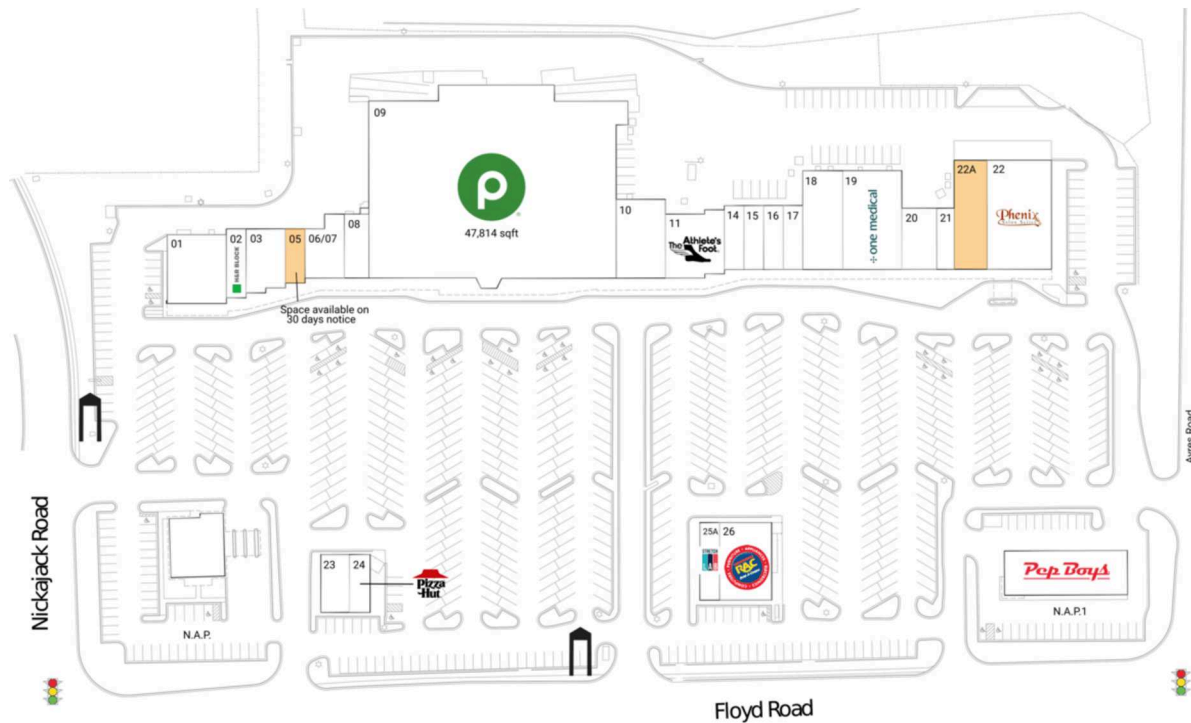 09
47,814 sqft
22A
22
Phenix
18
19
one medical
01
02
H&R BLOCK
03
05
06/07
08
10
11
The Athlete's
Foot
14
15
16
17
20
21
Space available on
30 days notice
Ayres Road
Nickajack Road
23
24
Pizza
Hut
25A
26
RAC
Pep Boys
N.A.P.
N.A.P.1
Floyd Road